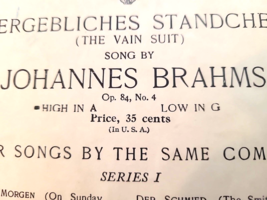 ERGEBLICHES STANDCHE
(THE VAIN SUIT)
SONG BY
JOHANNES BRAHMS
Op. 84, No. 4
HIGH IN A LOW IN G
Price, 35 cents
(In U. S. A.)
R SONGS BY THE SAME COM
SERIES I
MORGEN (On Sunday DER SCHMIED (The Smi